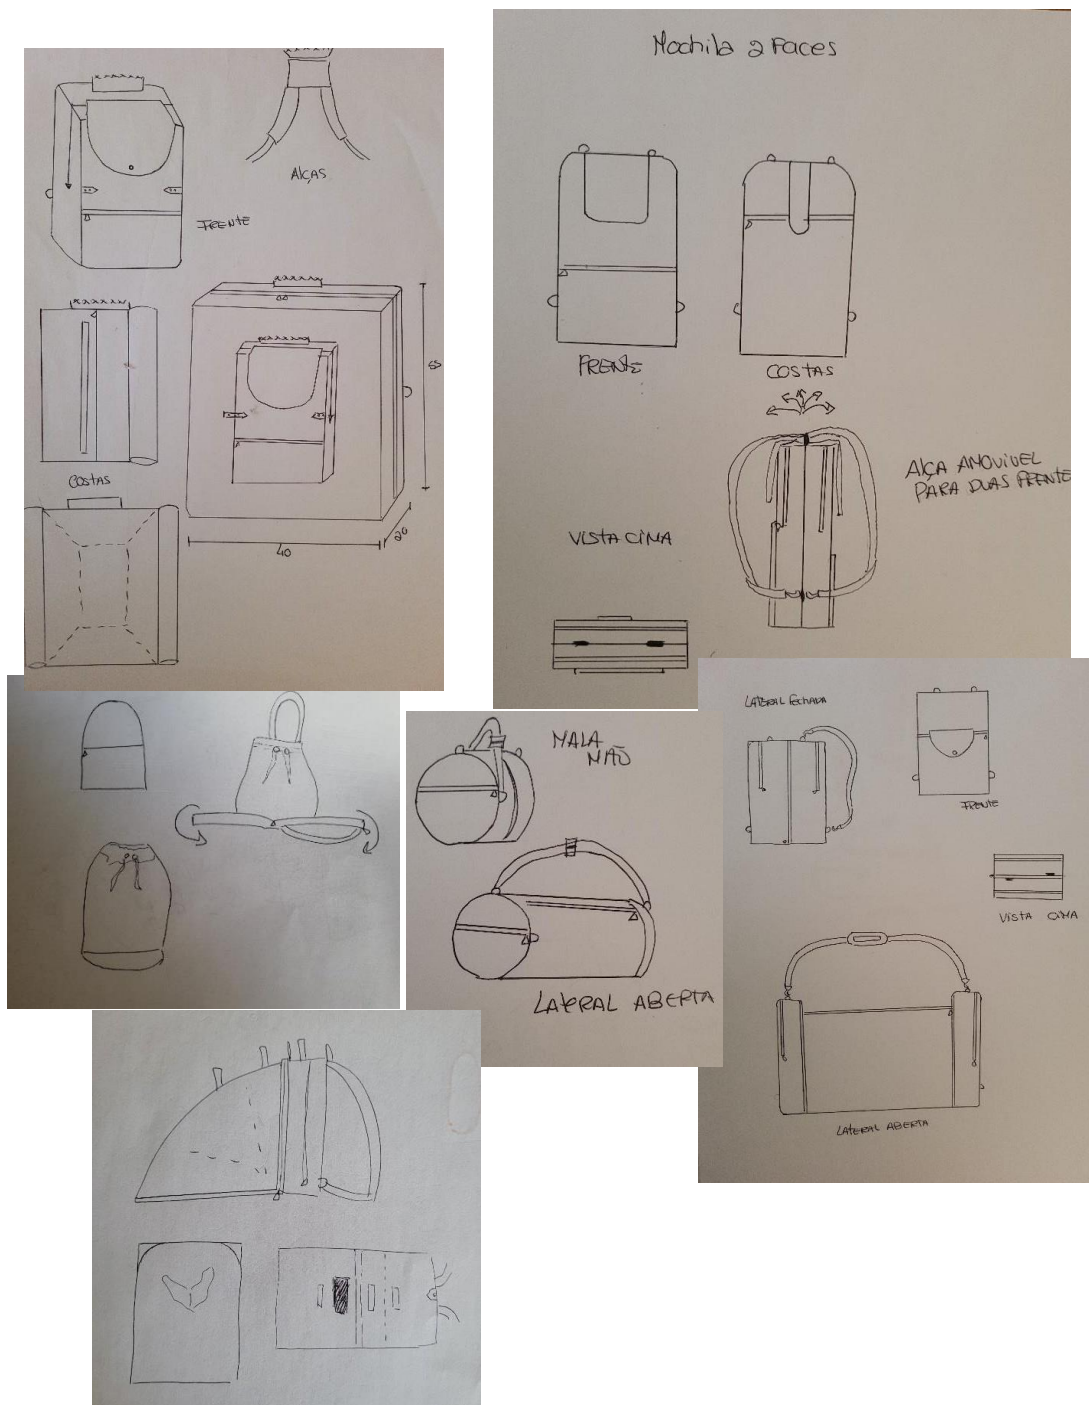 ALÇAS
FRENTE
COSTAS
40
20
Mochila 2 Faces
FRENTE
COSTAS
ALÇA AMOVIVEL
PARA DUAS FRENTE
VISTA CIMA
MALA
MÃO
LATERAL ABERTA
LATERAL FECHADA
FRENTE
VISTA CIMA
LATERAL ABERTA